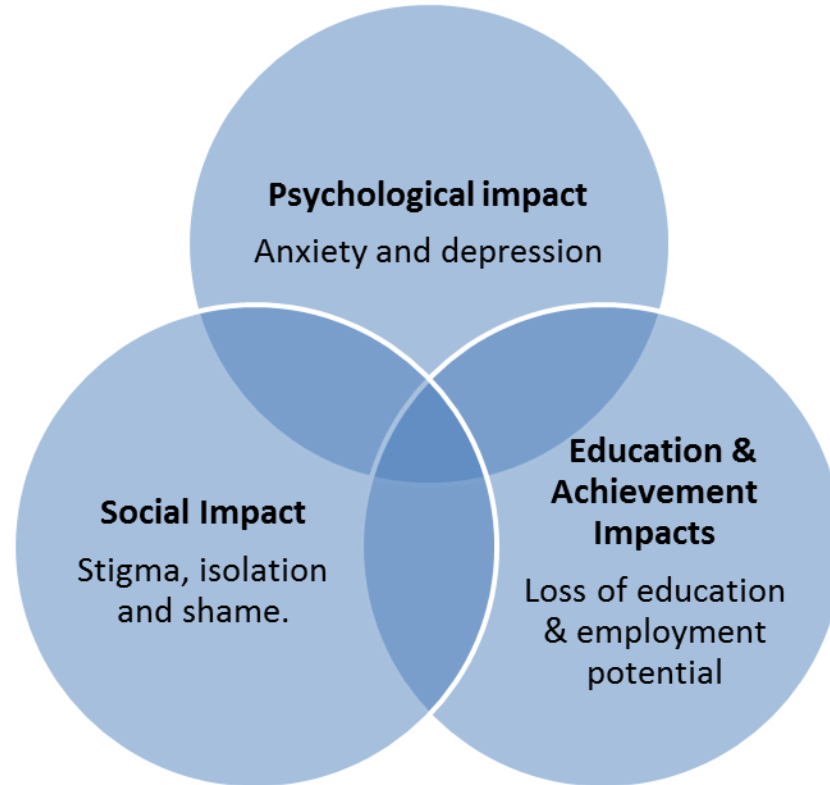 Psychological impact
Anxiety and depression
Social Impact
Stigma, isolation
and shame.
Education &
Achievement
Impacts
Loss of education
& employment
potential